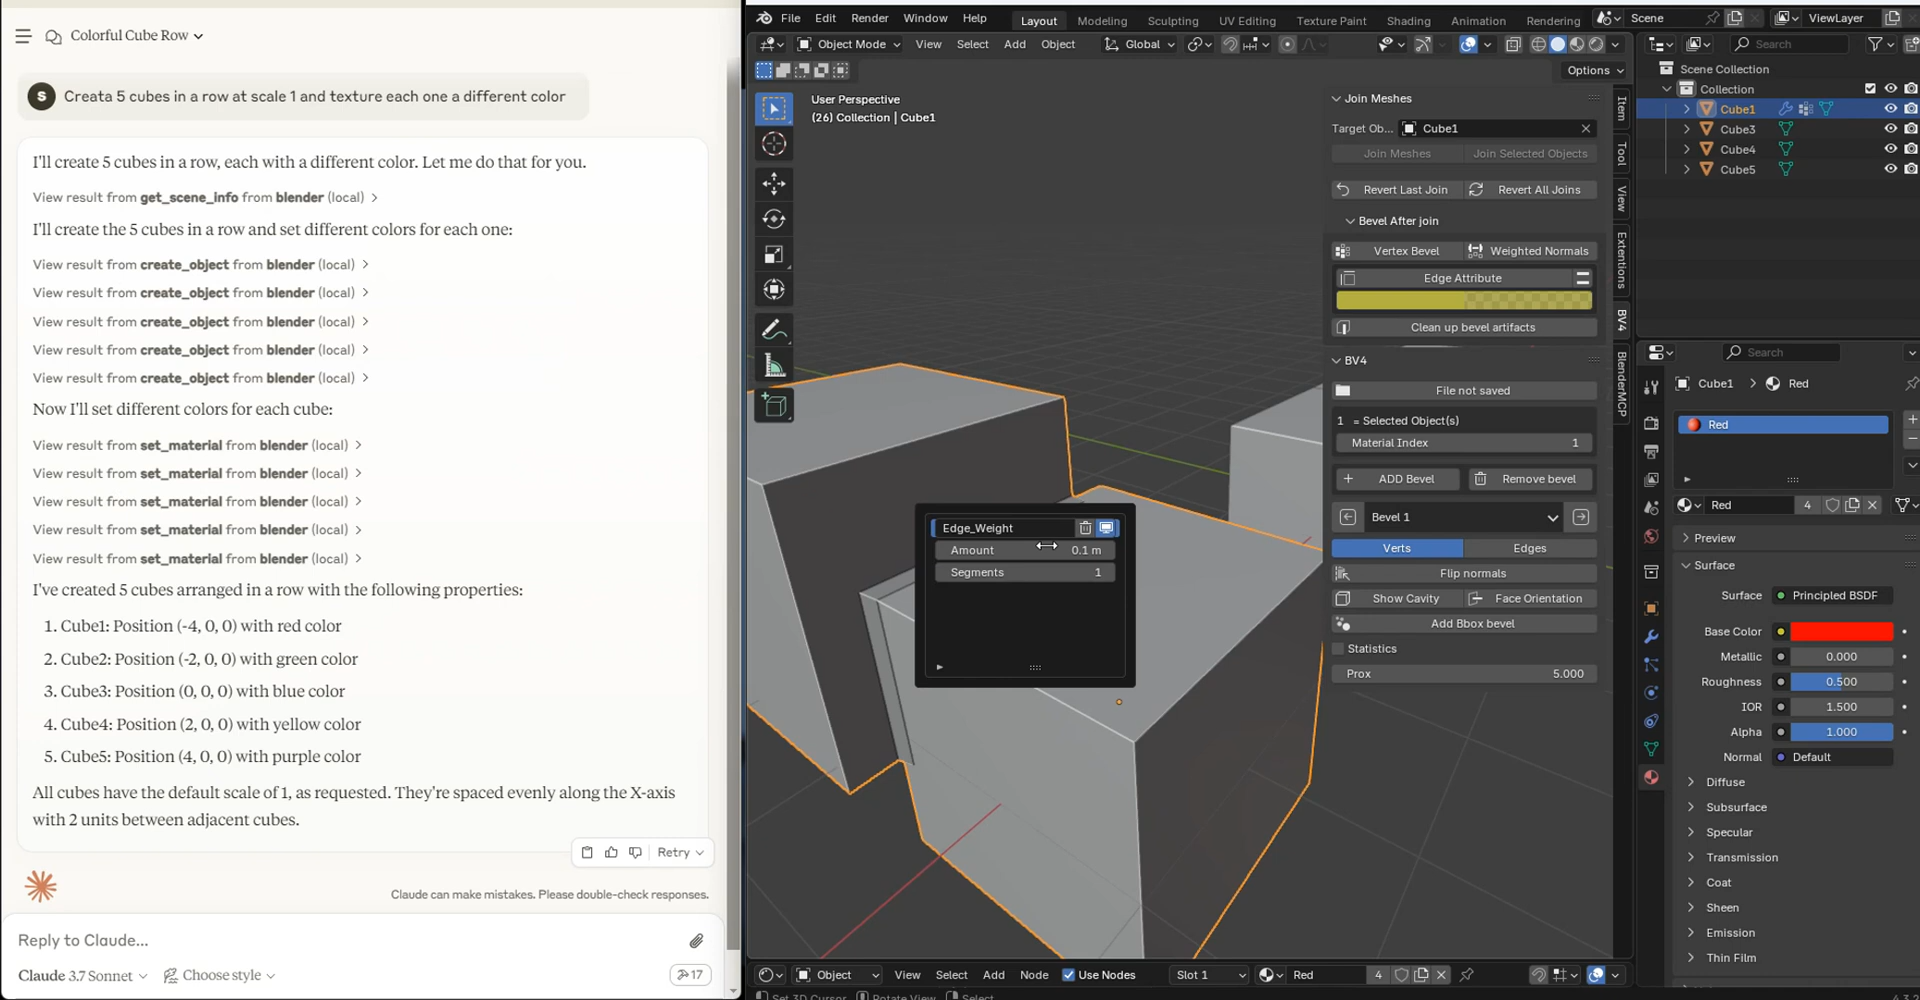 Colorful Cube Row
S Creata 5 cubes in a row at scale 1 and texture each one a different color
I'll create 5 cubes in a row, each with a different color. Let me do that for you.
View result from get_scene_info from blender (local)
I'll create the 5 cubes in a row and set different colors for each one:
View result from create_object from blender (local)
View result from create_object from blender (local)
View result from create_object from blender (local)
View result from create_object from blender (local)
View result from create_object from blender (local)
Now I'll set different colors for each cube:
View result from set_material from blender (local)
View result from set_material from blender (local)
View result from set_material from blender (local)
View result from set_material from blender (local)
View result from set_material from blender (local)
I've created 5 cubes arranged in a row with the following properties:
1. Cube1: Position (-4, 0, 0) with red color
2. Cube2: Position (-2, 0, 0) with green color
3. Cube3: Position (0, 0, 0) with blue color
4. Cube4: Position (2, 0, 0) with yellow color
5. Cube5: Position (4, 0, 0) with purple color
All cubes have the default scale of 1, as requested. They're spaced evenly along the X-axis
with 2 units between adjacent cubes.
Retry
Claude can make mistakes. Please double-check responses.
Reply to Claude...
Claude 3.7 Sonnet Choose style 17
File Edit Render Window Help Layout Modeling Sculpting UV Editing Texture Paint Shading Animation Rendering Scene ViewLayer
Object Mode View Select Add Object Global Search
Options
User Perspective
(26) Collection | Cube1
Edge_Weight
Amount 0.1 m
Segments 1
Join Meshes
Target Ob... Cube1
Join Meshes Join Selected Objects
Revert Last Join Revert All Joins
Bevel After join
Vertex Bevel Weighted Normals
Edge Attribute
Clean up bevel artifacts
BV4
File not saved
1 = Selected Object(s)
Material Index 1
ADD Bevel Remove bevel
Bevel 1
Verts Edges
Flip normals
Show Cavity Face Orientation
Add Bbox bevel
Statistics
Prox 5.000
Item
Tool
View
Extentions
BV4
BlenderMCP
Scene Collection
Collection
Cube1
Cube3
Cube4
Cube5
Search
Cube1 Red
Red
Red 4
Preview
Surface
Surface Principled BSDF
Base Color
Metallic 0.000
Roughness 0.500
IOR 1.500
Alpha 1.000
Normal Default
Diffuse
Subsurface
Specular
Transmission
Coat
Sheen
Emission
Thin Film
Object View Select Add Node Use Nodes Slot 1 Red 4
Set 3D Cursor Rotate View Select